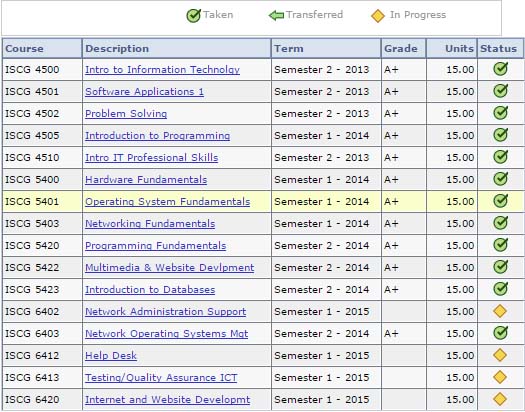 Taken Transferred In Progress
Course Description Term Grade Units Status
ISCG 4500 Intro to Information Technolgy Semester 2 - 2013 A+ 15.00
ISCG 4501 Software Applications 1 Semester 2 - 2013 A+ 15.00
ISCG 4502 Problem Solving Semester 2 - 2013 A+ 15.00
ISCG 4505 Introduction to Programming Semester 1 - 2014 A+ 15.00
ISCG 4510 Intro IT Professional Skills Semester 2 - 2013 A+ 15.00
ISCG 5400 Hardware Fundamentals Semester 1 - 2014 A+ 15.00
ISCG 5401 Operating System Fundamentals Semester 1 - 2014 A+ 15.00
ISCG 5403 Networking Fundamentals Semester 1 - 2014 A+ 15.00
ISCG 5420 Programming Fundamentals Semester 2 - 2014 A+ 15.00
ISCG 5422 Multimedia & Website Devlpment Semester 2 - 2014 A+ 15.00
ISCG 5423 Introduction to Databases Semester 2 - 2014 A+ 15.00
ISCG 6402 Network Administration Support Semester 1 - 2015 15.00
ISCG 6403 Network Operating Systems Mgt Semester 2 - 2014 A+ 15.00
ISCG 6412 Help Desk Semester 1 - 2015 15.00
ISCG 6413 Testing/Quality Assurance ICT Semester 1 - 2015 15.00
ISCG 6420 Internet and Website Developmt Semester 1 - 2015 15.00